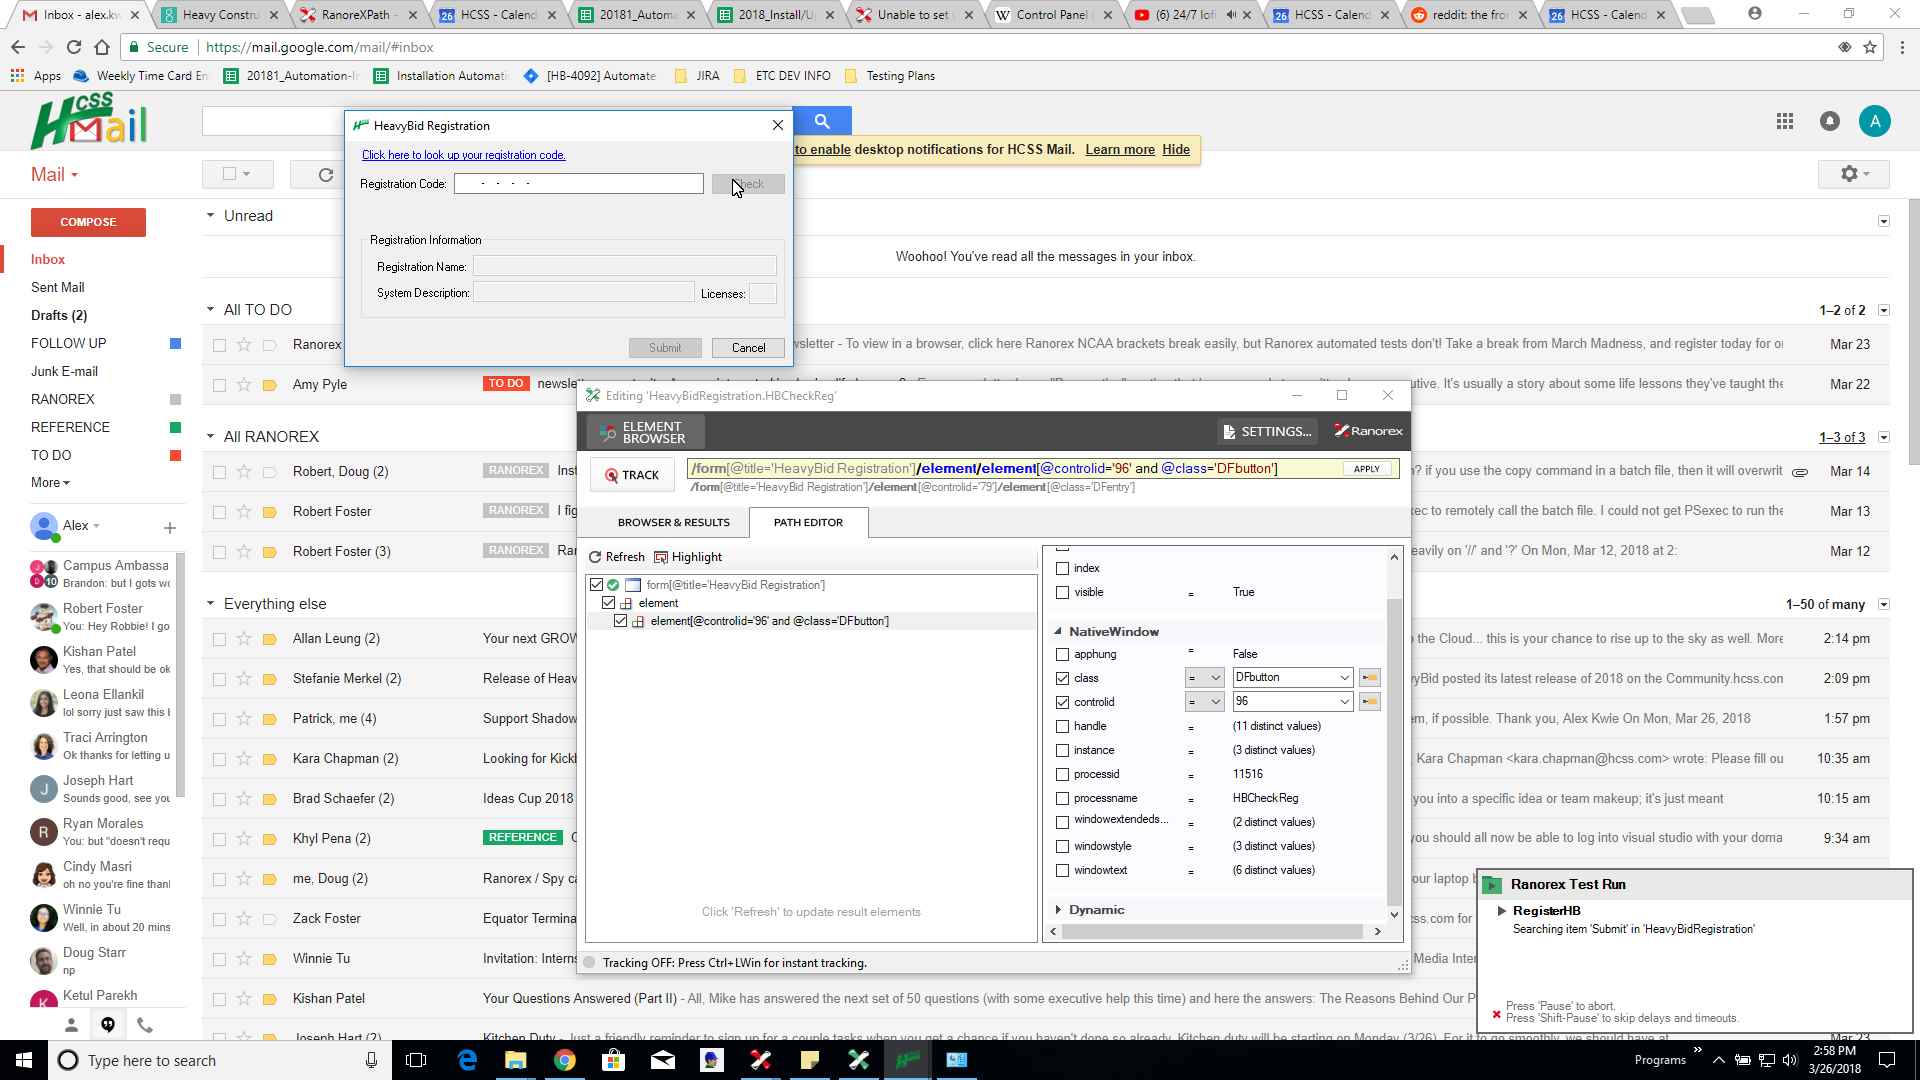 Inbox - alex.kw
Heavy Constru
RanoreXPath -
HCSS - Calend
20181_Automa
2018_Install/U
Unable to set
Control Panel
(6) 24/7 lofi
HCSS - Calend
reddit: the fro
HCSS - Calend
Secure
https://mail.google.com/mail/#inbox
Apps
Weekly Time Card En
20181_Automation-I
Installation Automati
[HB-4092] Automate
JIRA
ETC DEV INFO
Testing Plans
HCSS Mail
HeavyBid Registration
Click here to look up your registration code.
Registration Code:
- - - -
Registration Information
Registration Name:
System Description:
Licenses:
Submit
Cancel
to enable desktop notifications for HCSS Mail. Learn more Hide
A
Mail
COMPOSE
Inbox
Sent Mail
Drafts (2)
FOLLOW UP
Junk E-mail
RANOREX
REFERENCE
TO DO
More
Alex
Campus Ambassa
Brandon: but I gots wo
10
Robert Foster
You: Hey Robbie! I go
Kishan Patel
Yes, that should be ok
Leona Ellankil
lol sorry just saw this
Traci Arrington
Ok thanks for letting u
J
Joseph Hart
Sounds good, see you
R
Ryan Morales
You: but "doesn't requ
Cindy Masri
oh no you're fine thanl
Winnie Tu
Well, in about 20 mins
Doug Starr
np
K
Ketul Parekh
Unread
Woohoo! You've read all the messages in your inbox.
All TO DO
1–2 of 2
Ranorex
wsletter - To view in a browser, click here Ranorex NCAA brackets break easily, but Ranorex automated tests don't! Take a break from March Madness, and register today for o
Mar 23
Amy Pyle
TO DO
utive. It's usually a story about some life lessons they've taught the
Mar 22
All RANOREX
1–3 of 3
Robert, Doug (2)
RANOREX
Inst
? if you use the copy command in a batch file, then it will overwrit
Mar 14
Robert Foster
RANOREX
I fig
exec to remotely call the batch file. I could not get PSexec to run the
Mar 13
Robert Foster (3)
RANOREX
Ran
eavily on '//' and '?' On Mon, Mar 12, 2018 at 2:
Mar 12
Everything else
1–50 of many
Allan Leung (2)
Your next GROW
the Cloud... this is your chance to rise up to the sky as well. More
2:14 pm
Stefanie Merkel (2)
Release of Heav
yBid posted its latest release of 2018 on the Community.hcss.com
2:09 pm
Patrick, me (4)
Support Shadow
em, if possible. Thank you, Alex Kwie On Mon, Mar 26, 2018
1:57 pm
Kara Chapman (2)
Looking for Kick
Kara Chapman <kara.chapman@hcss.com> wrote: Please fill ou
10:35 am
Brad Schaefer (2)
Ideas Cup 2018
you into a specific idea or team makeup; it's just meant
10:15 am
Khyl Pena (2)
REFERENCE
you should all now be able to log into visual studio with your doma
9:34 am
me, Doug (2)
Ranorex / Spy ca
our laptop
Zack Foster
Equator Termina
ss.com for
Winnie Tu
Invitation: Interns
Media Inter
Kishan Patel
Your Questions Answered (Part II) - All, Mike has answered the next set of 50 questions (with some executive help this time) and here the answers: The Reasons Behind Our P
Joseph Hart (2)
Kitchen Duty - Just a friendly reminder to sign up for a couple tasks when you get a chance if you haven't done so already. Kitchen duty will be starting on Monday (3/26). For it to go smoothly, we should have at
Mar 23
Editing 'HeavyBidRegistration.HBCheckReg'
ELEMENT BROWSER
SETTINGS...
Ranorex
TRACK
/form[@title='HeavyBid Registration']/element/element[@controlid='96' and @class='DFbutton']
APPLY
/form[@title='HeavyBid Registration']/element[@controlid='79']/element[@class='DFentry']
BROWSER & RESULTS
PATH EDITOR
Refresh
Highlight
form[@title='HeavyBid Registration']
element
element[@controlid='96' and @class='DFbutton']
Click 'Refresh' to update result elements
index
visible = True
NativeWindow
apphung = False
class = DFbutton
controlid = 96
handle = (11 distinct values)
instance = (3 distinct values)
processid = 11516
processname = HBCheckReg
windowextendeds... = (2 distinct values)
windowstyle = (3 distinct values)
windowtext = (6 distinct values)
Dynamic
Tracking OFF: Press Ctrl+LWin for instant tracking.
Ranorex Test Run
RegisterHB
Searching item 'Submit' in 'HeavyBidRegistration'
Press 'Pause' to abort.
Press 'Shift-Pause' to skip delays and timeouts.
Type here to search
Programs
2:58 PM
3/26/2018